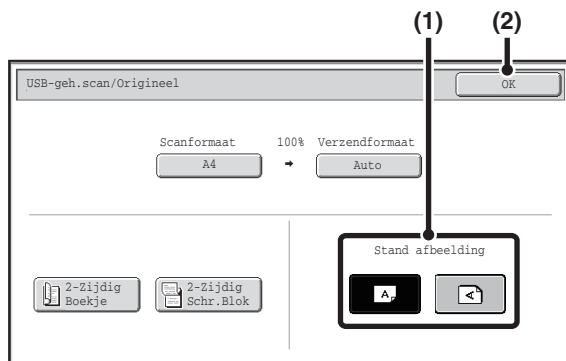 (1) (2)
USB-geh.scan/Origineel OK
Scanformaat 100% Verzendformaat
A4 Auto
Stand afbeelding
2-Zijdig
Boekje
2-Zijdig
Schr.Blok
A A